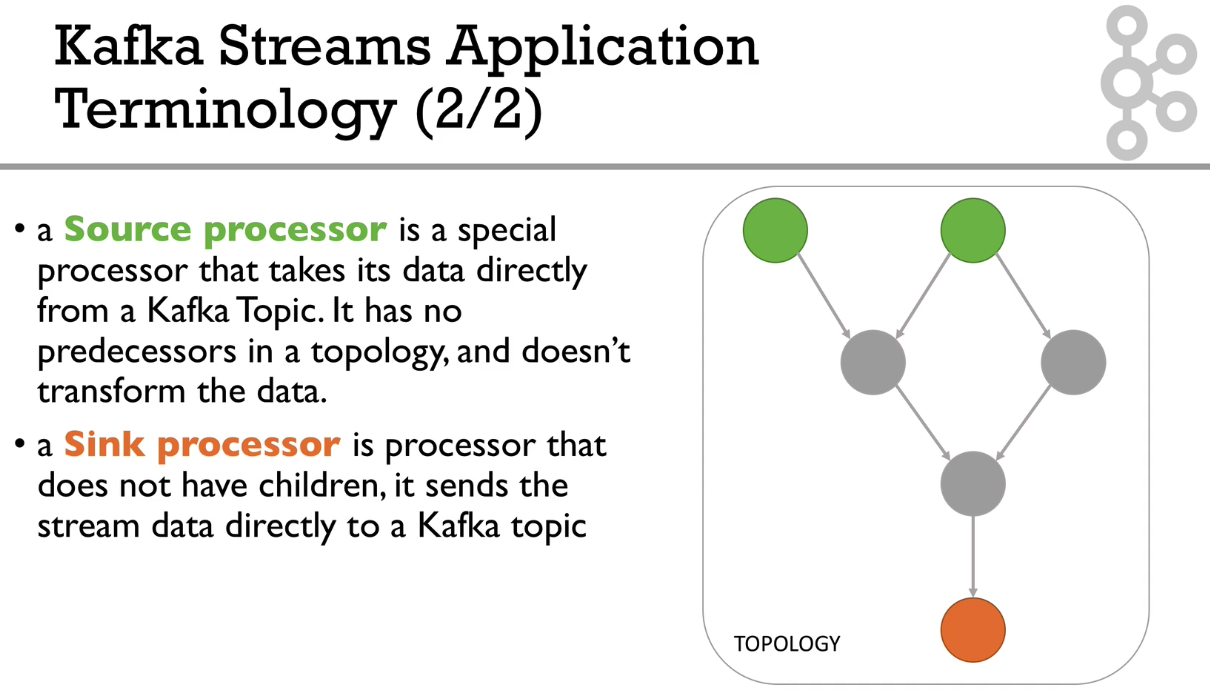 Kafka Streams Application
Terminology (2/2)
• a Source processor is a special
processor that takes its data directly
from a Kafka Topic. It has no
predecessors in a topology, and doesn't
transform the data.
• a Sink processor is processor that
does not have children, it sends the
stream data directly to a Kafka topic
TOPOLOGY